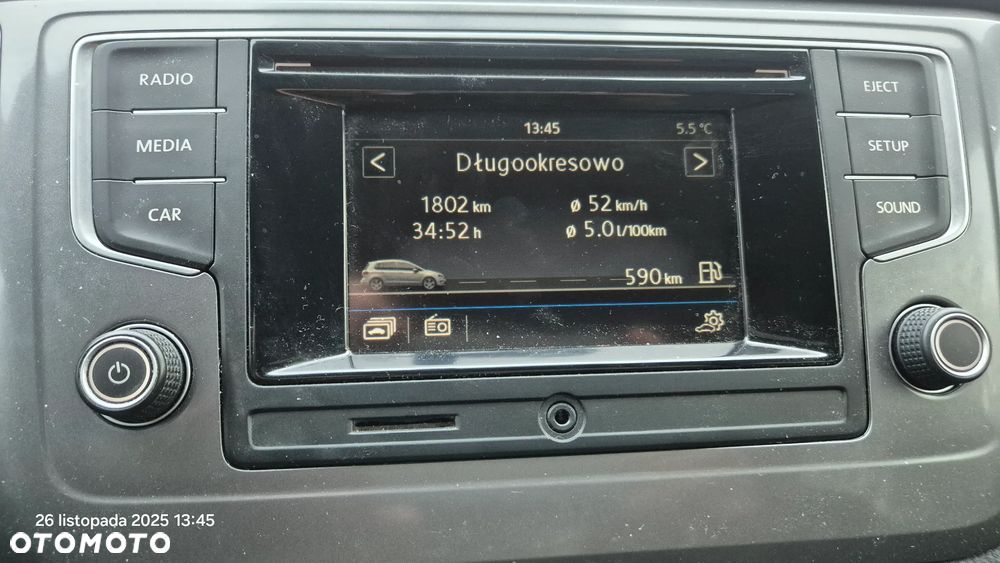 RADIO
MEDIA
CAR
13:45
5.5 °C
<
Długookresowo
>
1802 km
ø 52 km/h
34:52 h
ø 5.0 l/100km
590 km
EJECT
SETUP
SOUND
26 listopada 2025 13:45
OTOMOTO